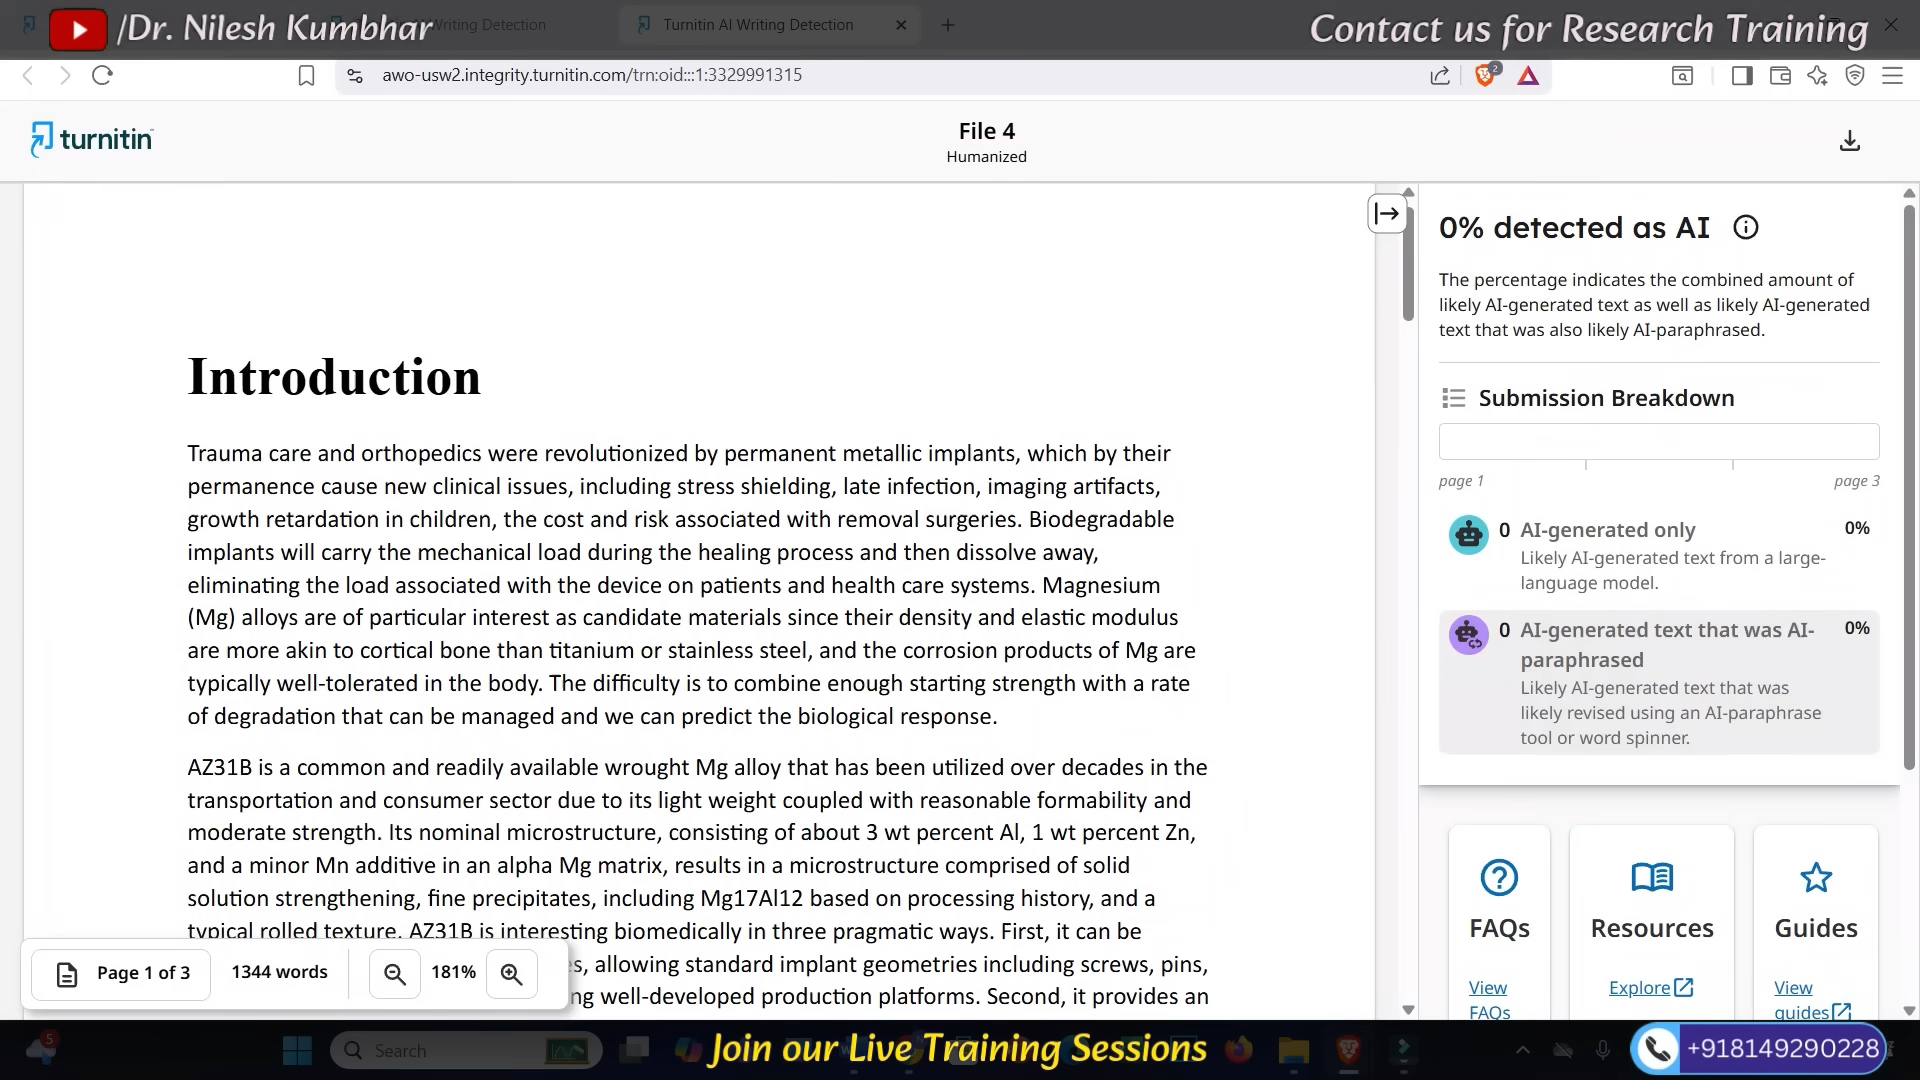 /Dr. Nilesh Kumbhar
Writing Detection
Turnitin AI Writing Detection
Contact us for Research Training
awo-usw2.integrity.turnitin.com/trn:oid:::1:3329991315
2
turnitin
File 4
Humanized
Introduction
Trauma care and orthopedics were revolutionized by permanent metallic implants, which by their
permanence cause new clinical issues, including stress shielding, late infection, imaging artifacts,
growth retardation in children, the cost and risk associated with removal surgeries. Biodegradable
implants will carry the mechanical load during the healing process and then dissolve away,
eliminating the load associated with the device on patients and health care systems. Magnesium
(Mg) alloys are of particular interest as candidate materials since their density and elastic modulus
are more akin to cortical bone than titanium or stainless steel, and the corrosion products of Mg are
typically well-tolerated in the body. The difficulty is to combine enough starting strength with a rate
of degradation that can be managed and we can predict the biological response.
AZ31B is a common and readily available wrought Mg alloy that has been utilized over decades in the
transportation and consumer sector due to its light weight coupled with reasonable formability and
moderate strength. Its nominal microstructure, consisting of about 3 wt percent Al, 1 wt percent Zn,
and a minor Mn additive in an alpha Mg matrix, results in a microstructure comprised of solid
solution strengthening, fine precipitates, including Mg17Al12 based on processing history, and a
typical rolled texture. AZ31B is interesting biomedically in three pragmatic ways. First, it can be
allowing standard implant geometries including screws, pins,
well-developed production platforms. Second, it provides an
Page 1 of 3
1344 words
181%
0% detected as AI
The percentage indicates the combined amount of
likely AI-generated text as well as likely AI-generated
text that was also likely AI-paraphrased.
Submission Breakdown
page 1
page 3
0 AI-generated only 0%
Likely AI-generated text from a large-
language model.
0 AI-generated text that was AI-
paraphrased 0%
Likely AI-generated text that was
likely revised using an AI-paraphrase
tool or word spinner.
FAQs
View
FAQs
Resources
Explore
Guides
View
guides
5
Search
Join our Live Training Sessions
+918149290228